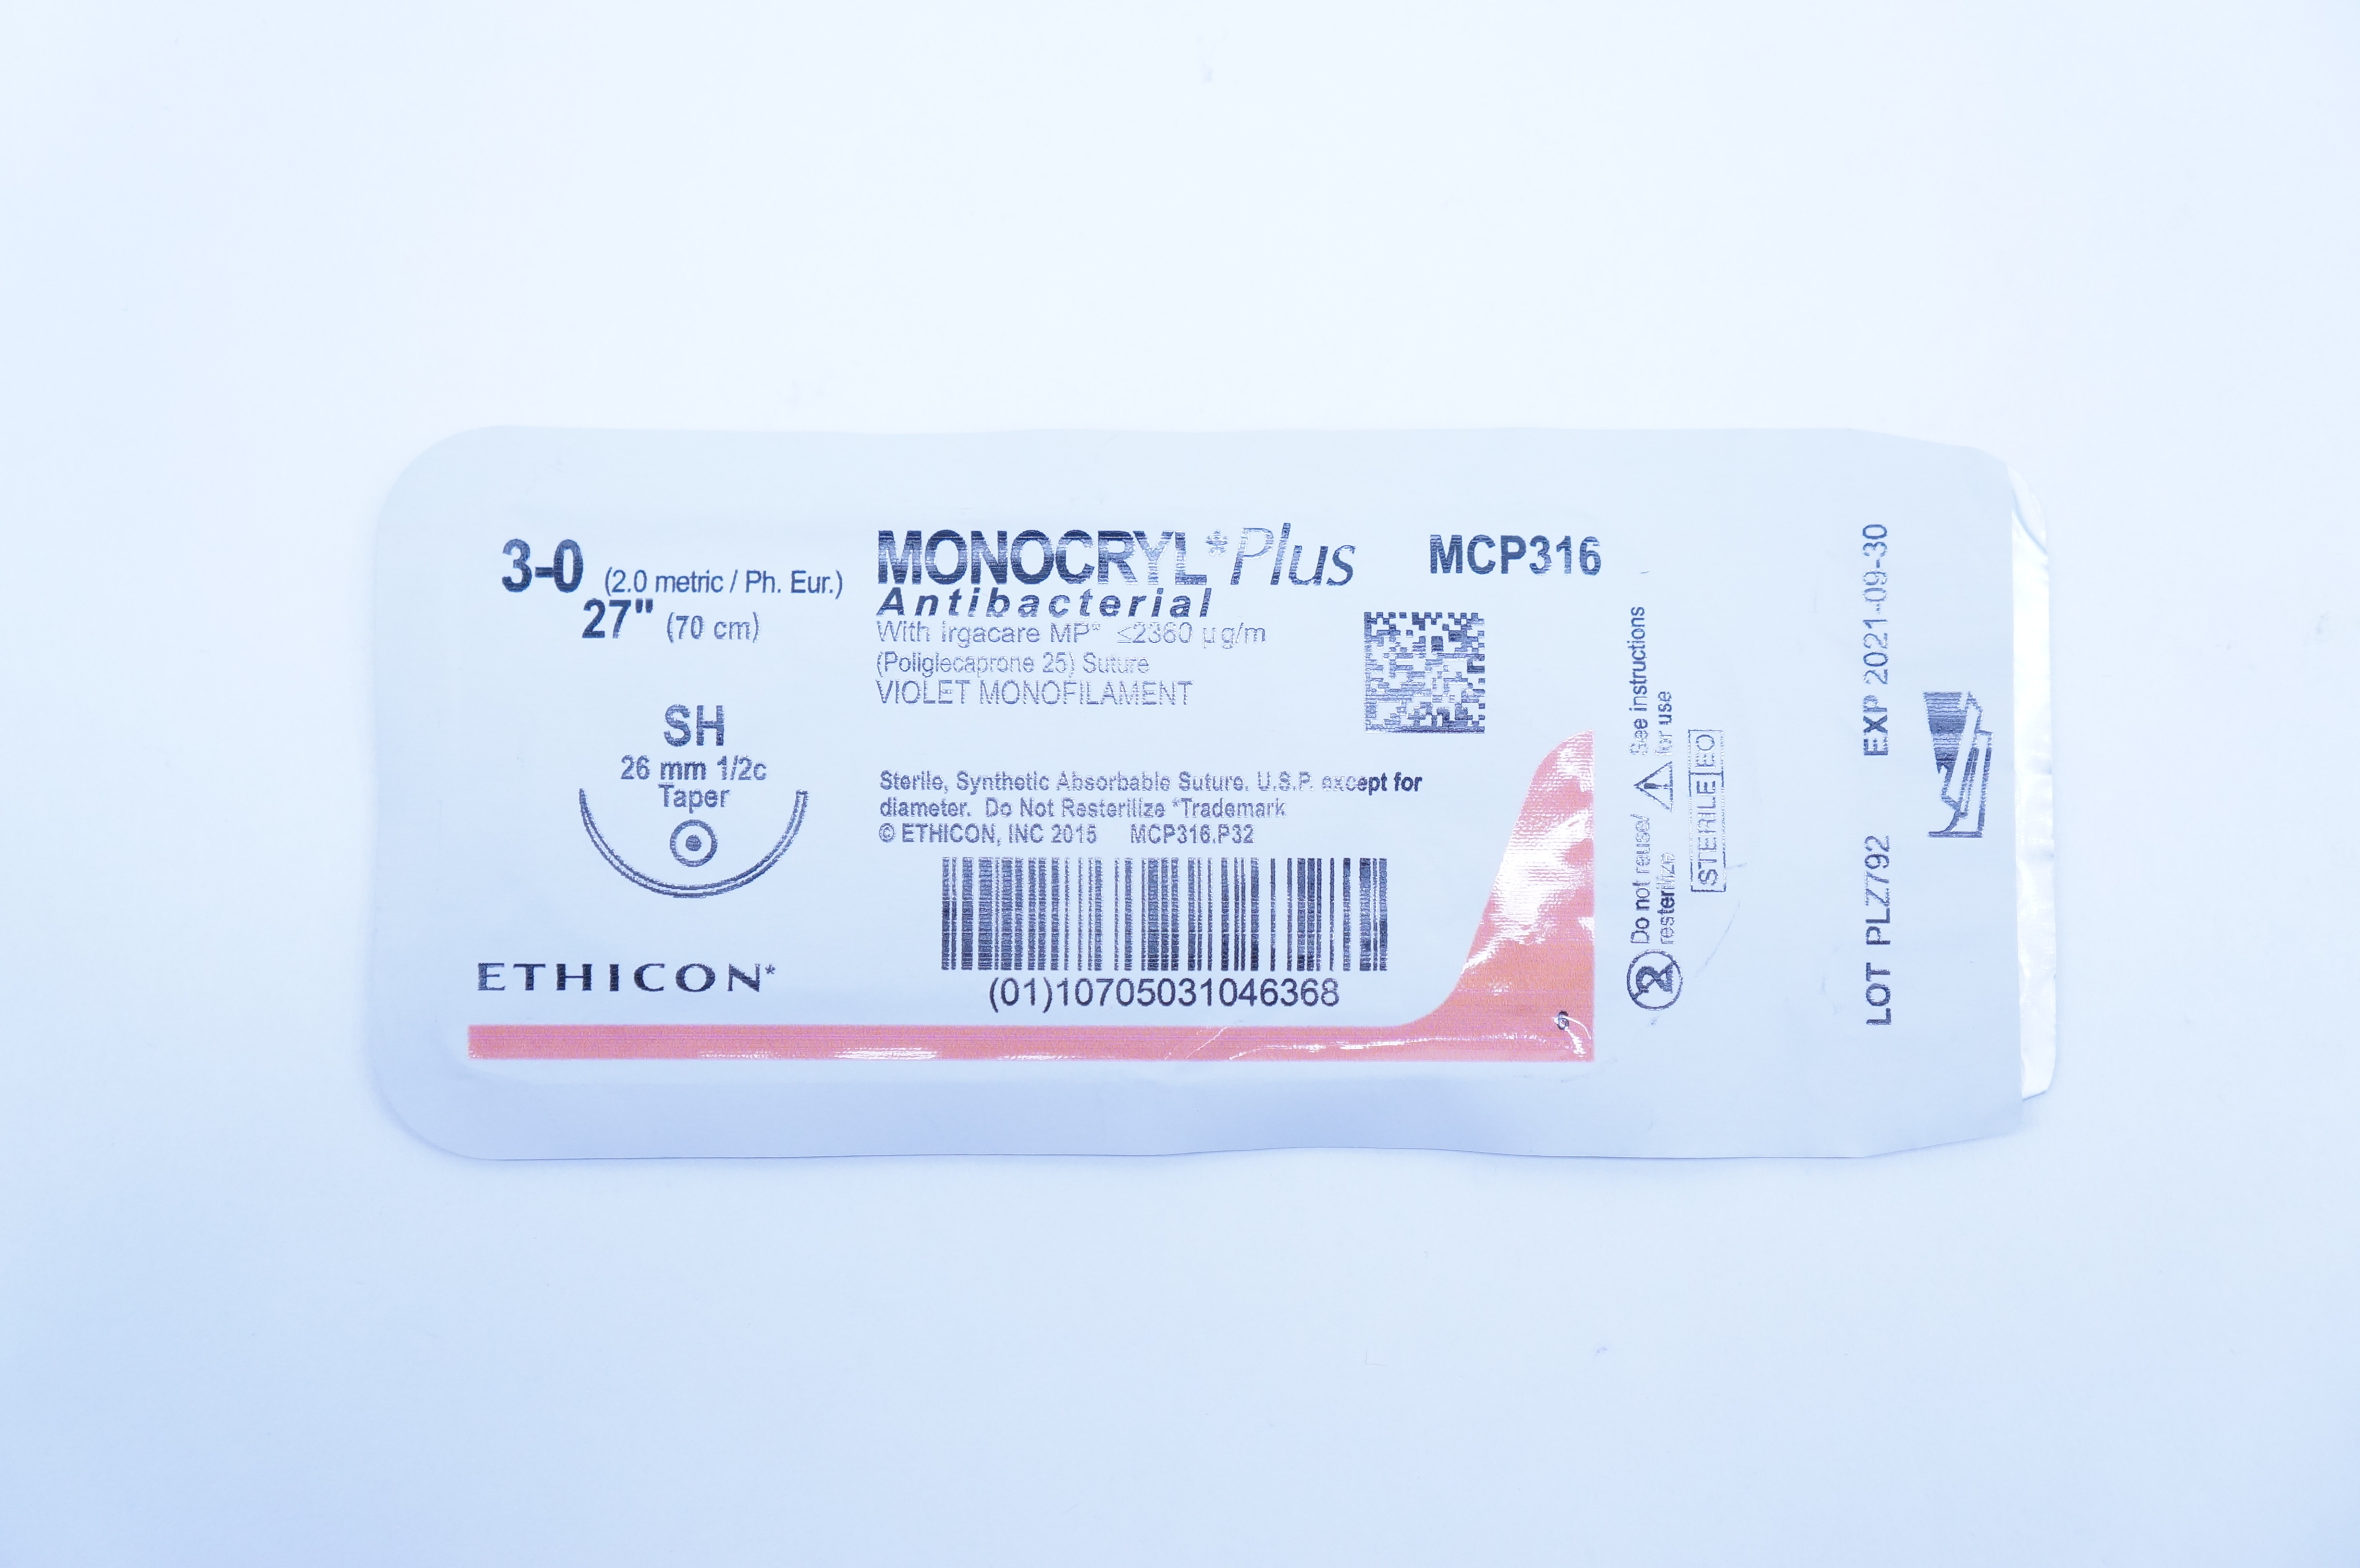 3-0 (2.0 metric / Ph. Eur.)
27" (70 cm)
SH
26 mm 1/2c
Taper
ETHICON*
MONOCRYL*Plus
Antibacterial
With Irgacare MP* ≤2360 µg/m
(Poliglecaprone 25) Suture
VIOLET MONOFILAMENT
MCP316
Sterile, Synthetic Absorbable Suture, U.S.P. except for
diameter. Do Not Resterilize *Trademark
© ETHICON, INC 2015 MCP316.P32
(01)10705031046368
6
2 Do not reuse/
resterilize
See instructions
for use
STERILE EO
LOT PLZ792 EXP 2021-09-30